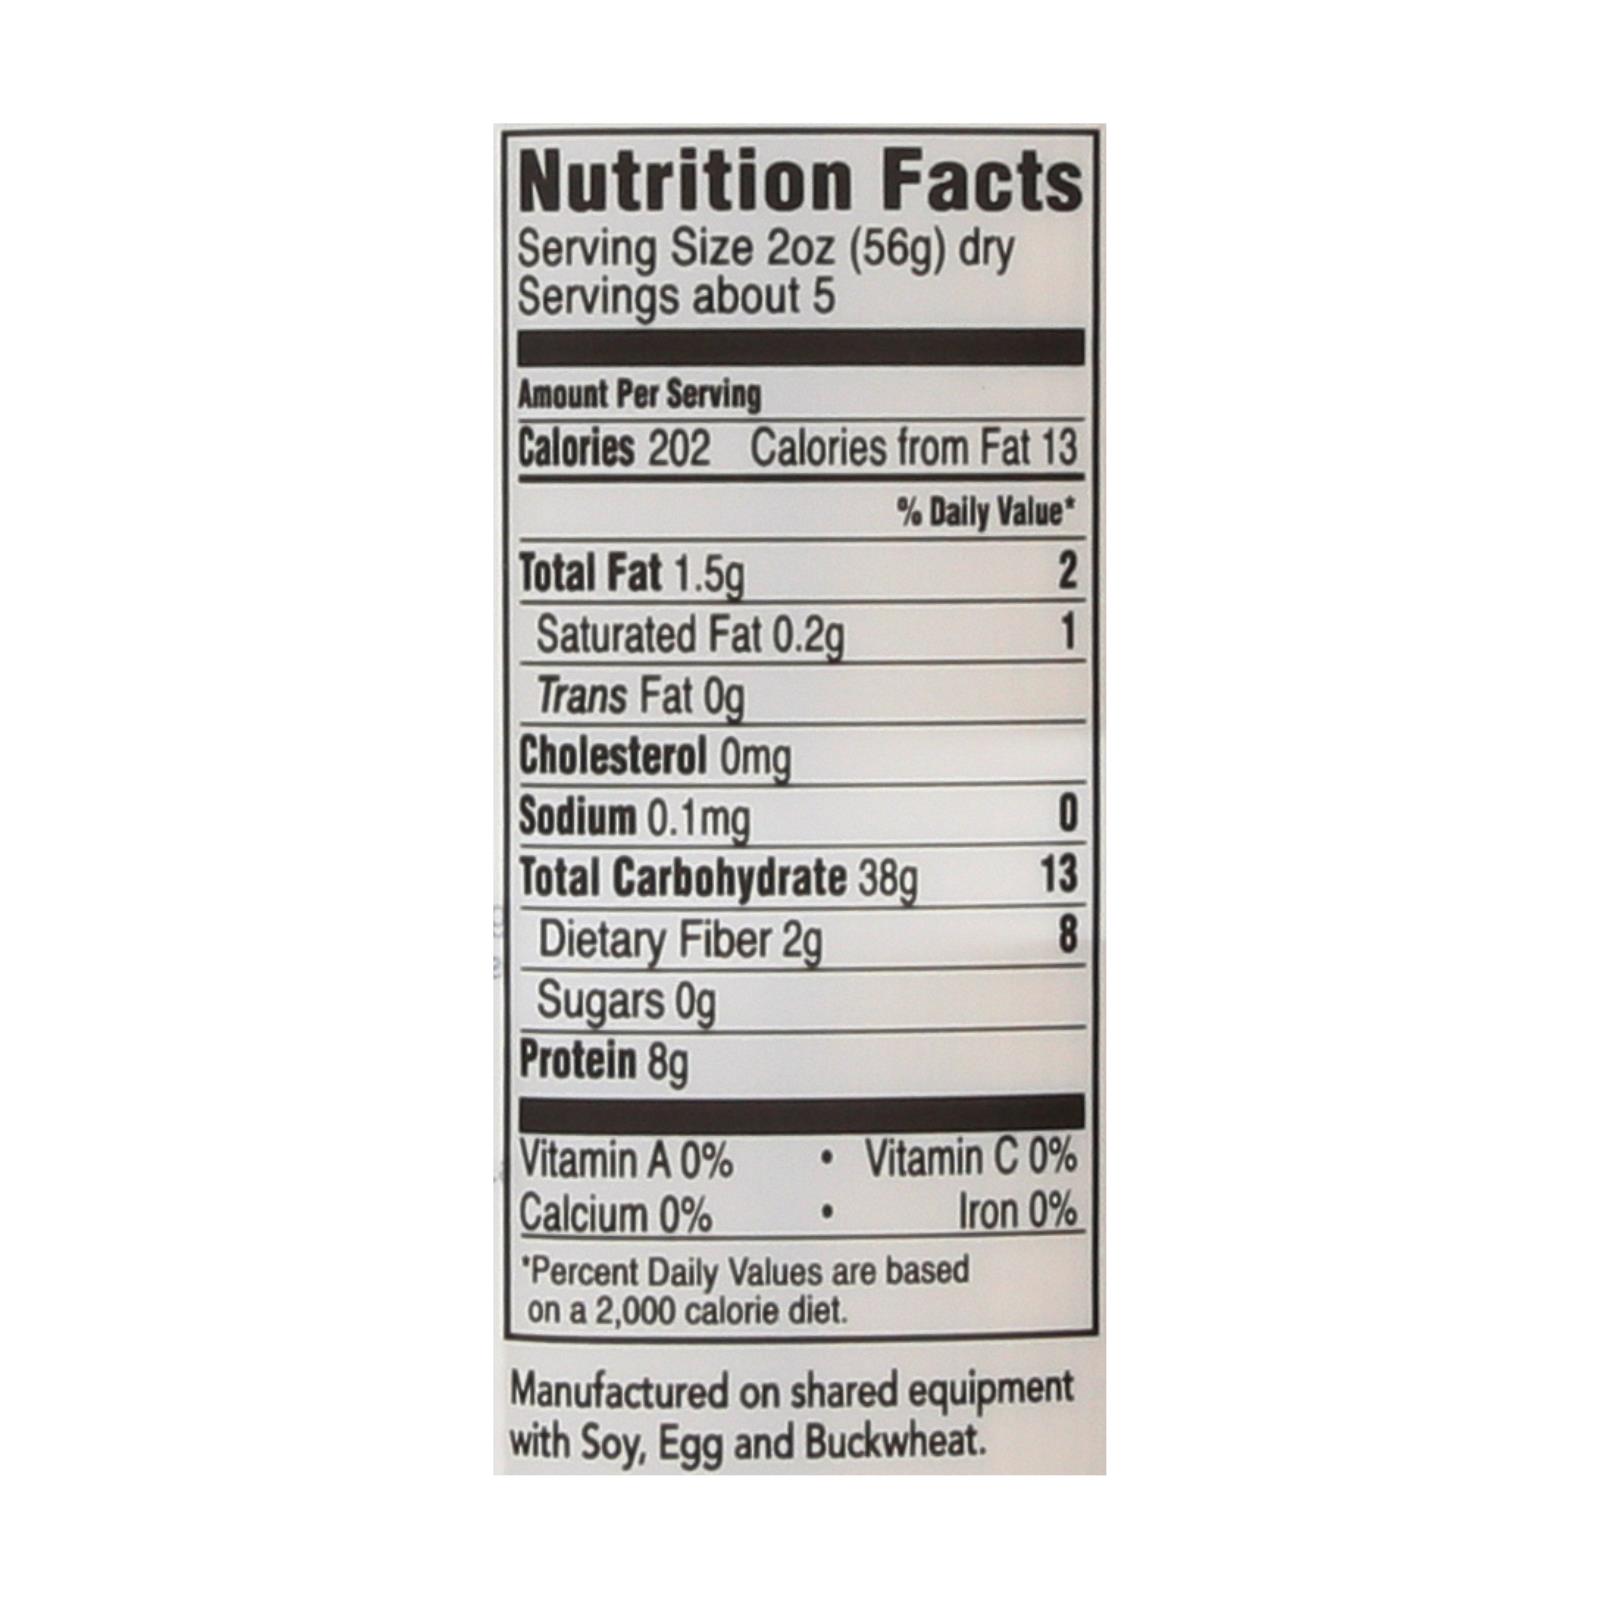 Nutrition Facts
Serving Size 2oz (56g) dry
Servings about 5
Amount Per Serving
Calories 202 Calories from Fat 13
% Daily Value*
Total Fat 1.5g 2
Saturated Fat 0.2g 1
Trans Fat 0g
Cholesterol 0mg
Sodium 0.1mg 0
Total Carbohydrate 38g 13
Dietary Fiber 2g 8
Sugars 0g
Protein 8g
Vitamin A 0% • Vitamin C 0%
Calcium 0% • Iron 0%
*Percent Daily Values are based
on a 2,000 calorie diet.
Manufactured on shared equipment
with Soy, Egg and Buckwheat.